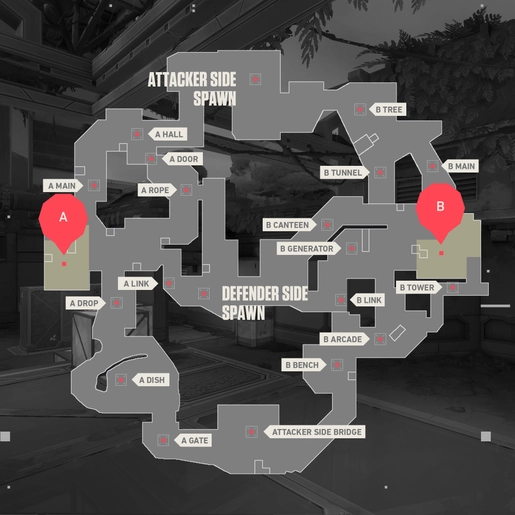 ATTACKER SIDE
SPAWN
B TREE
A HALL
A DOOR
B MAIN
B TUNNEL
A MAIN
A ROPE
A
B
B CANTEEN
B GENERATOR
A LINK
B TOWER
DEFENDER SIDE
SPAWN
A DROP
B LINK
B ARCADE
B BENCH
A DISH
ATTACKER SIDE BRIDGE
A GATE